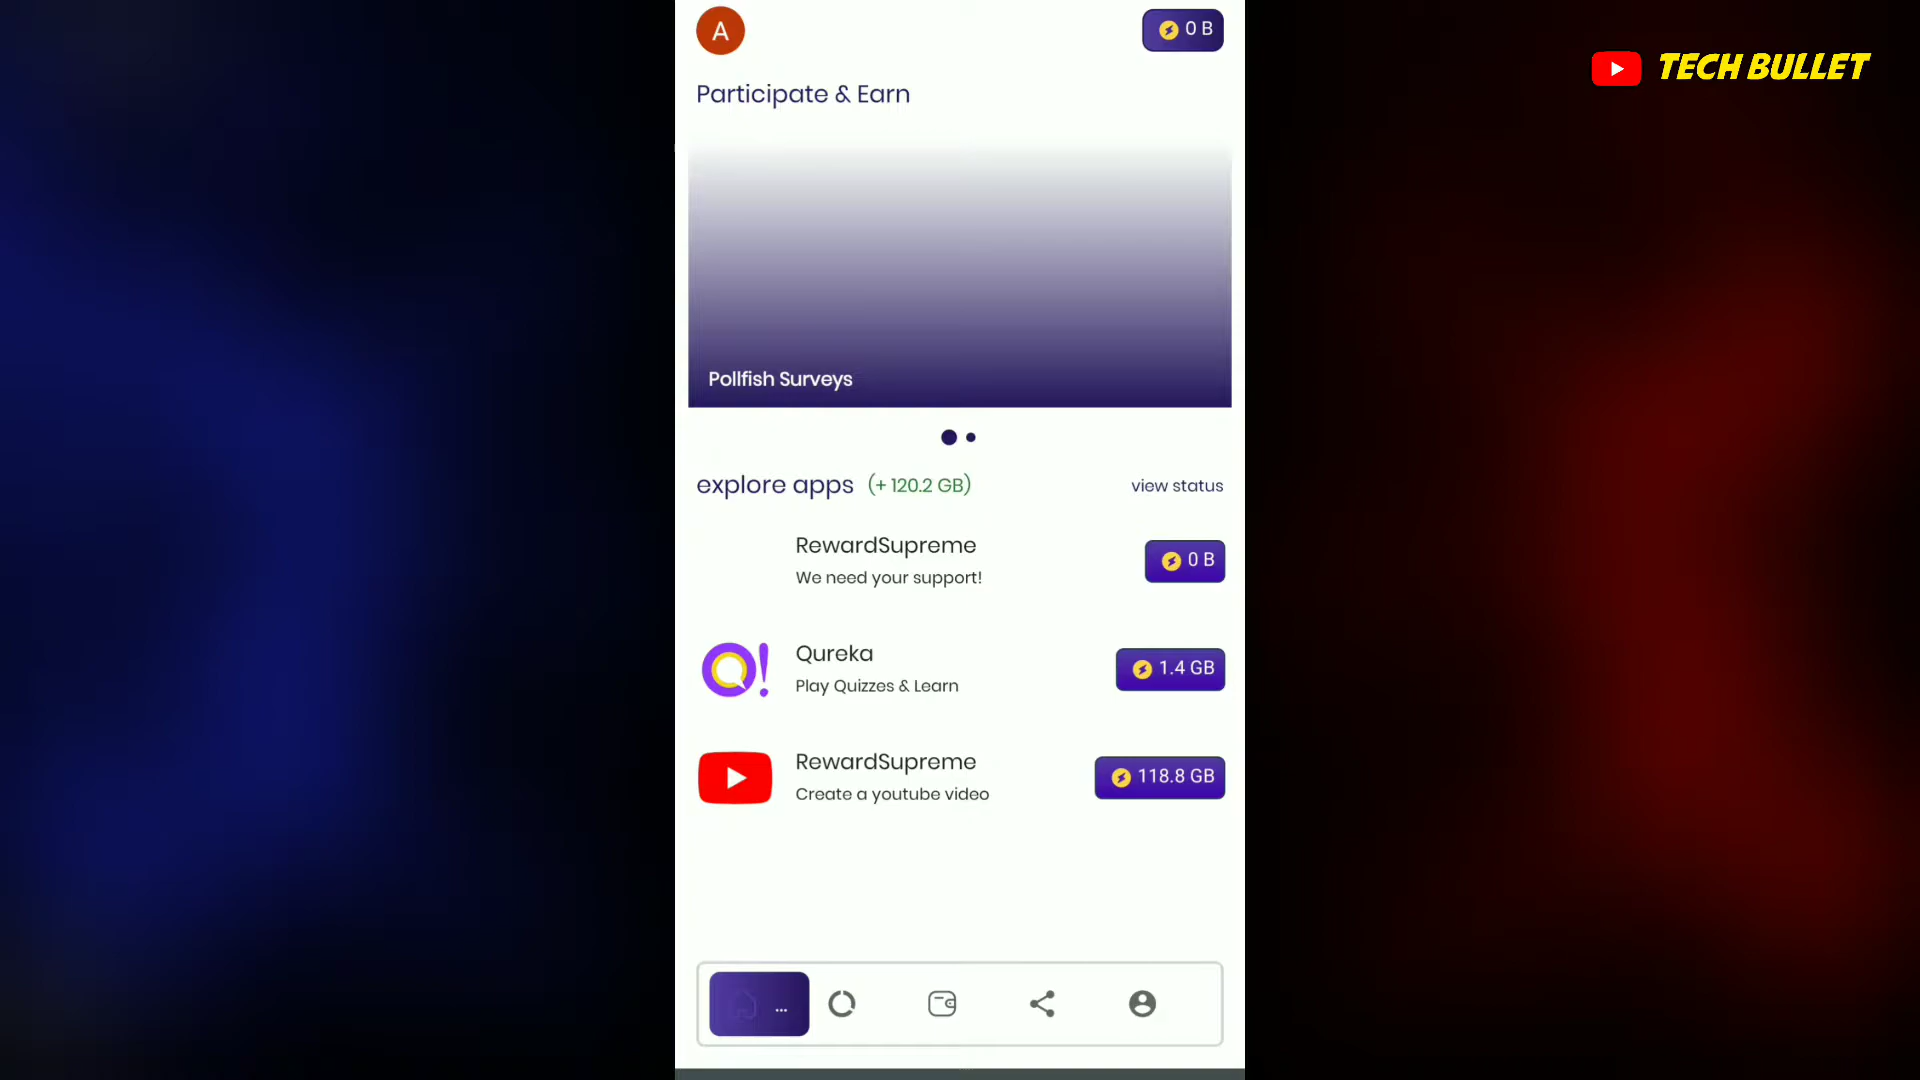 A
0 B
TECH BULLET
Participate & Earn
Pollfish Surveys
explore apps (+ 120.2 GB) view status
RewardSupreme
We need your support!
0 B
Qureka
Play Quizzes & Learn
1.4 GB
RewardSupreme
Create a youtube video
118.8 GB
...